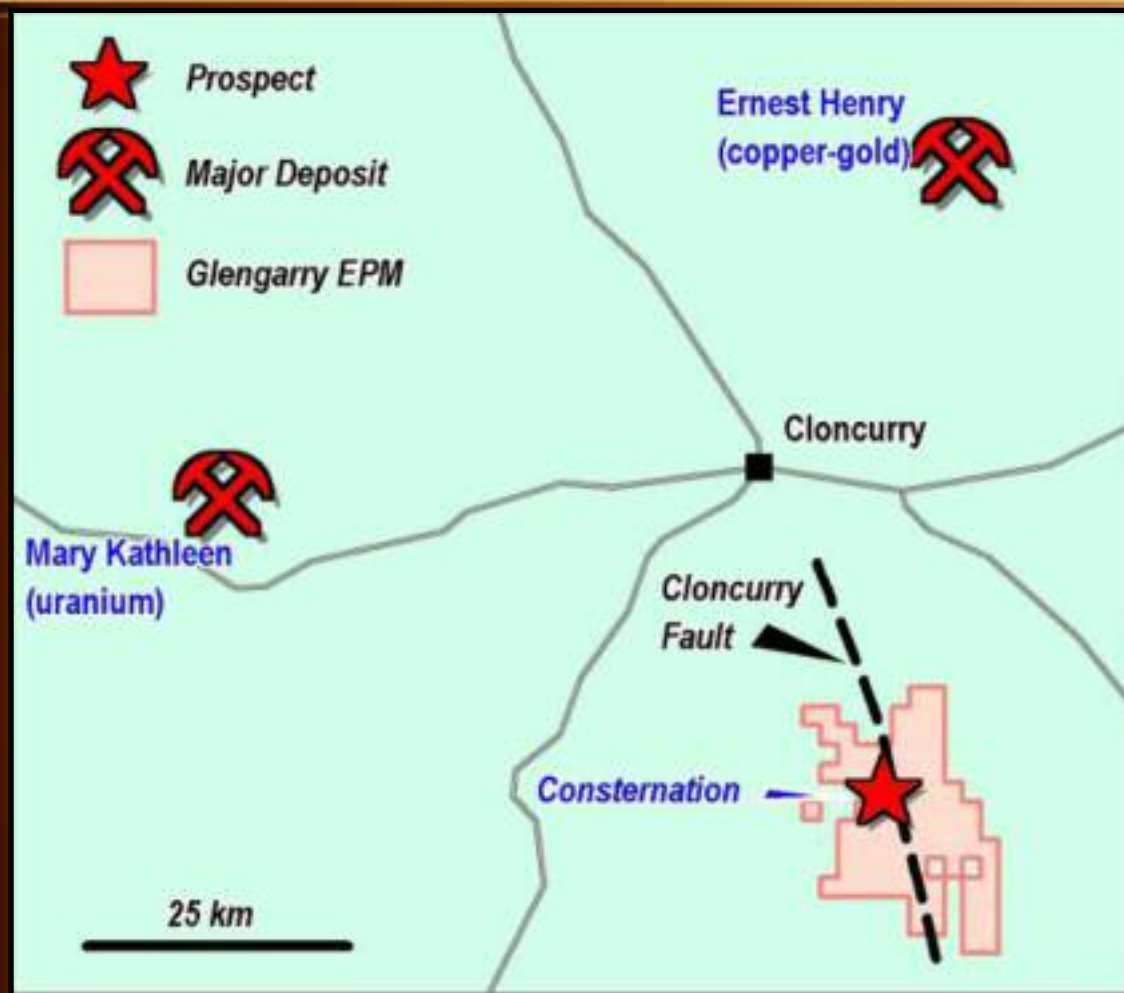 Prospect
Major Deposit
Glengarry EPM
Ernest Henry
(copper-gold)
Cloncurry
Mary Kathleen
(uranium)
Cloncurry
Fault
Consternation
25 km